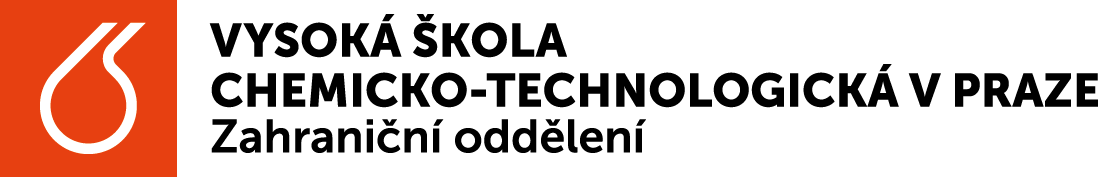 VYSOKÁ ŠKOLA
CHEMICKO-TECHNOLOGICKÁ V PRAZE
Zahraniční oddělení